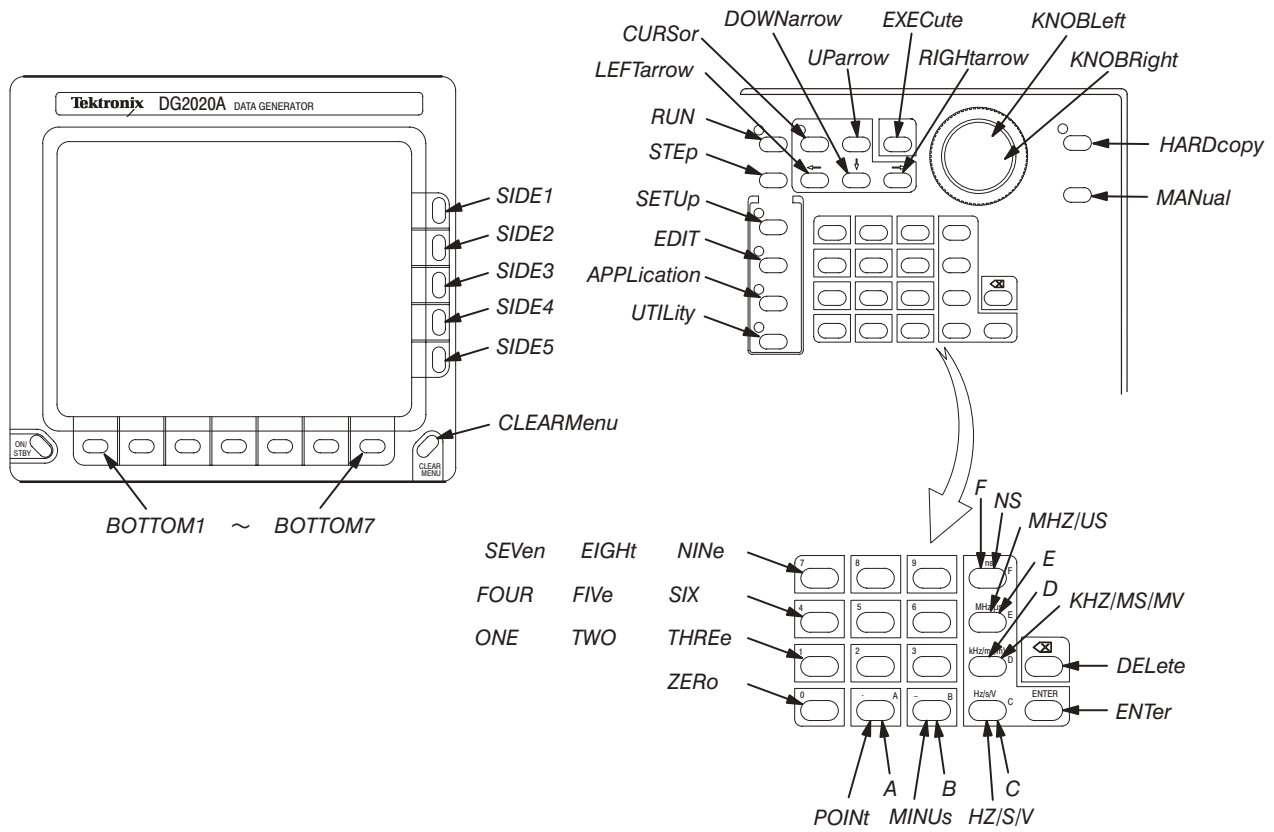 Tektronix DG2020A DATA GENERATOR
SIDE1
SIDE2
SIDE3
SIDE4
SIDE5
CLEARMenu
ON/
STBY
CLEAR
MENU
BOTTOM1 ～ BOTTOM7
DOWNarrow EXECute KNOBLeft
CURSor UParrow RIGHtarrow KNOBRight
LEFTarrow
RUN
STEp
SETUp
EDIT
APPLication
UTILity
HARDcopy
MANual
F
NS
MHZ/US
E
D
KHZ/MS/MV
SEVen EIGHt NINe
FOUR FIVe SIX
ONE TWO THREe
ZERo
7 8 9 ns F
4 5 6 MHz/µs E
1 2 3 D
0 . A – B Hz/s/V C ENTER
DELete
ENTer
A B C
POINt MINUs HZ/S/V